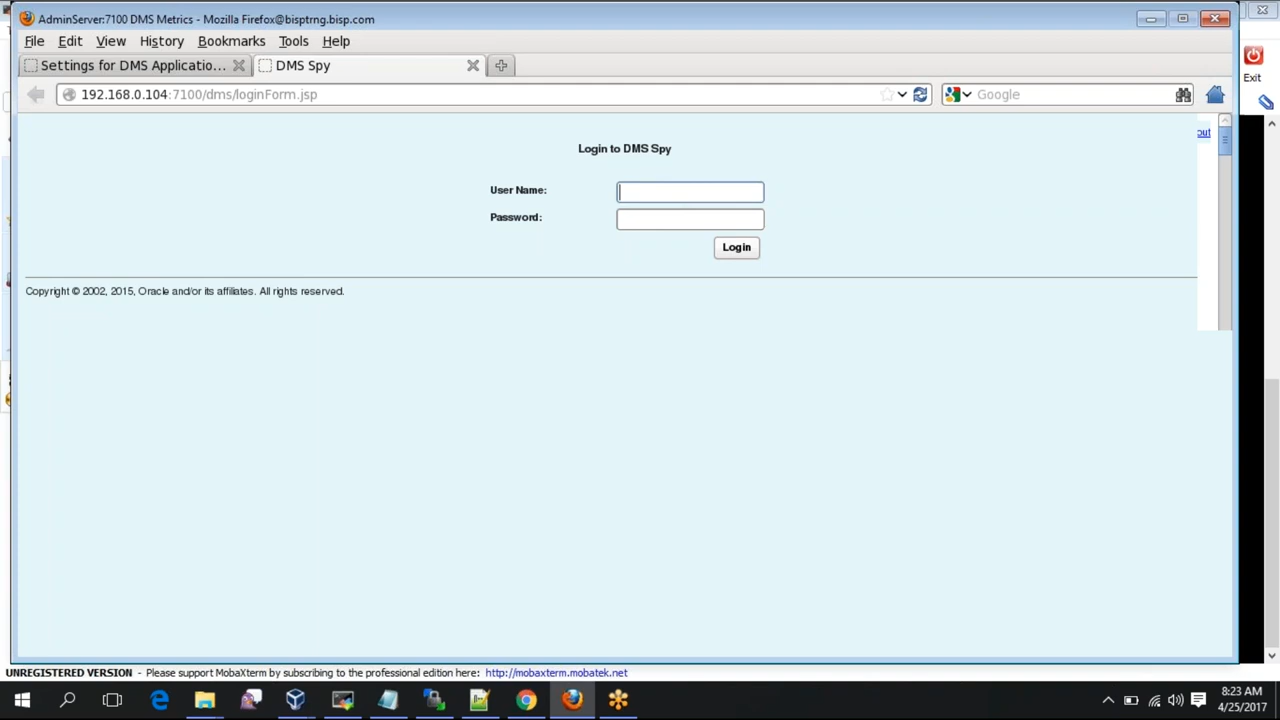 AdminServer:7100 DMS Metrics - Mozilla Firefox@bisptrng.bisp.com
File Edit View History Bookmarks Tools Help
Exit
Settings for DMS Applicatio... DMS Spy
192.168.0.104:7100/dms/loginForm.jsp Google
out
Login to DMS Spy
User Name:
Password:
Login
Copyright © 2002, 2015, Oracle and/or its affiliates. All rights reserved.
UNREGISTERED VERSION - Please support MobaXterm by subscribing to the professional edition here: http://mobaxterm.mobatek.net
8:23 AM
4/25/2017